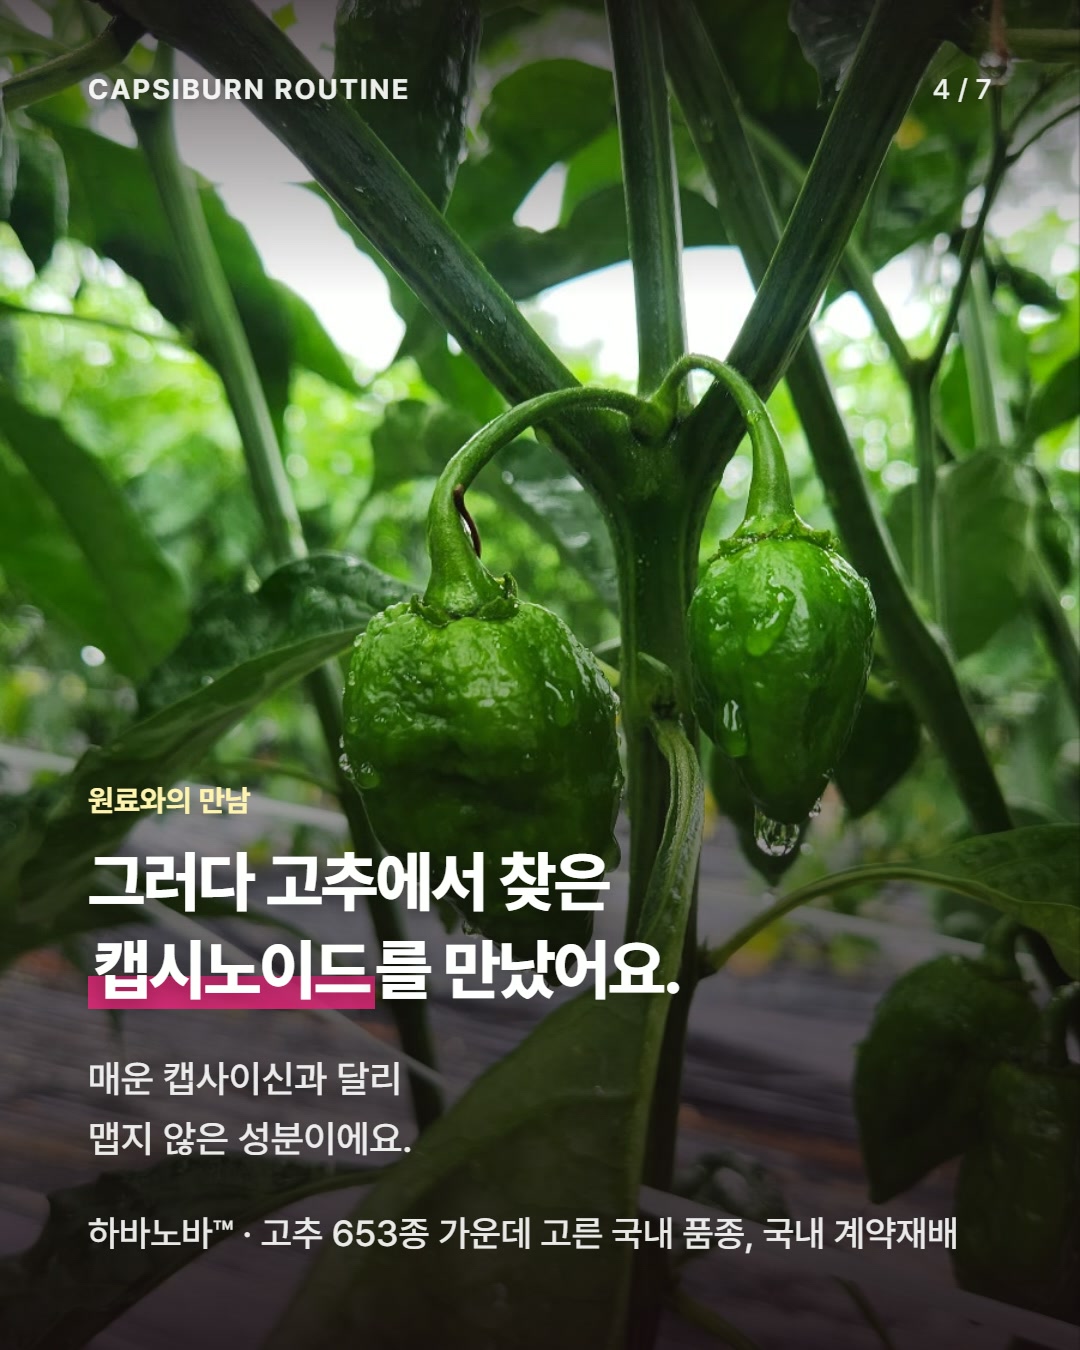 CAPSIBURN ROUTINE
4 / 7
원료와의 만남
그러다 고추에서 찾은
캡시노이드를 만났어요.
매운 캡사이신과 달리
맵지 않은 성분이에요.
하바노바™ · 고추 653종 가운데 고른 국내 품종, 국내 계약재배